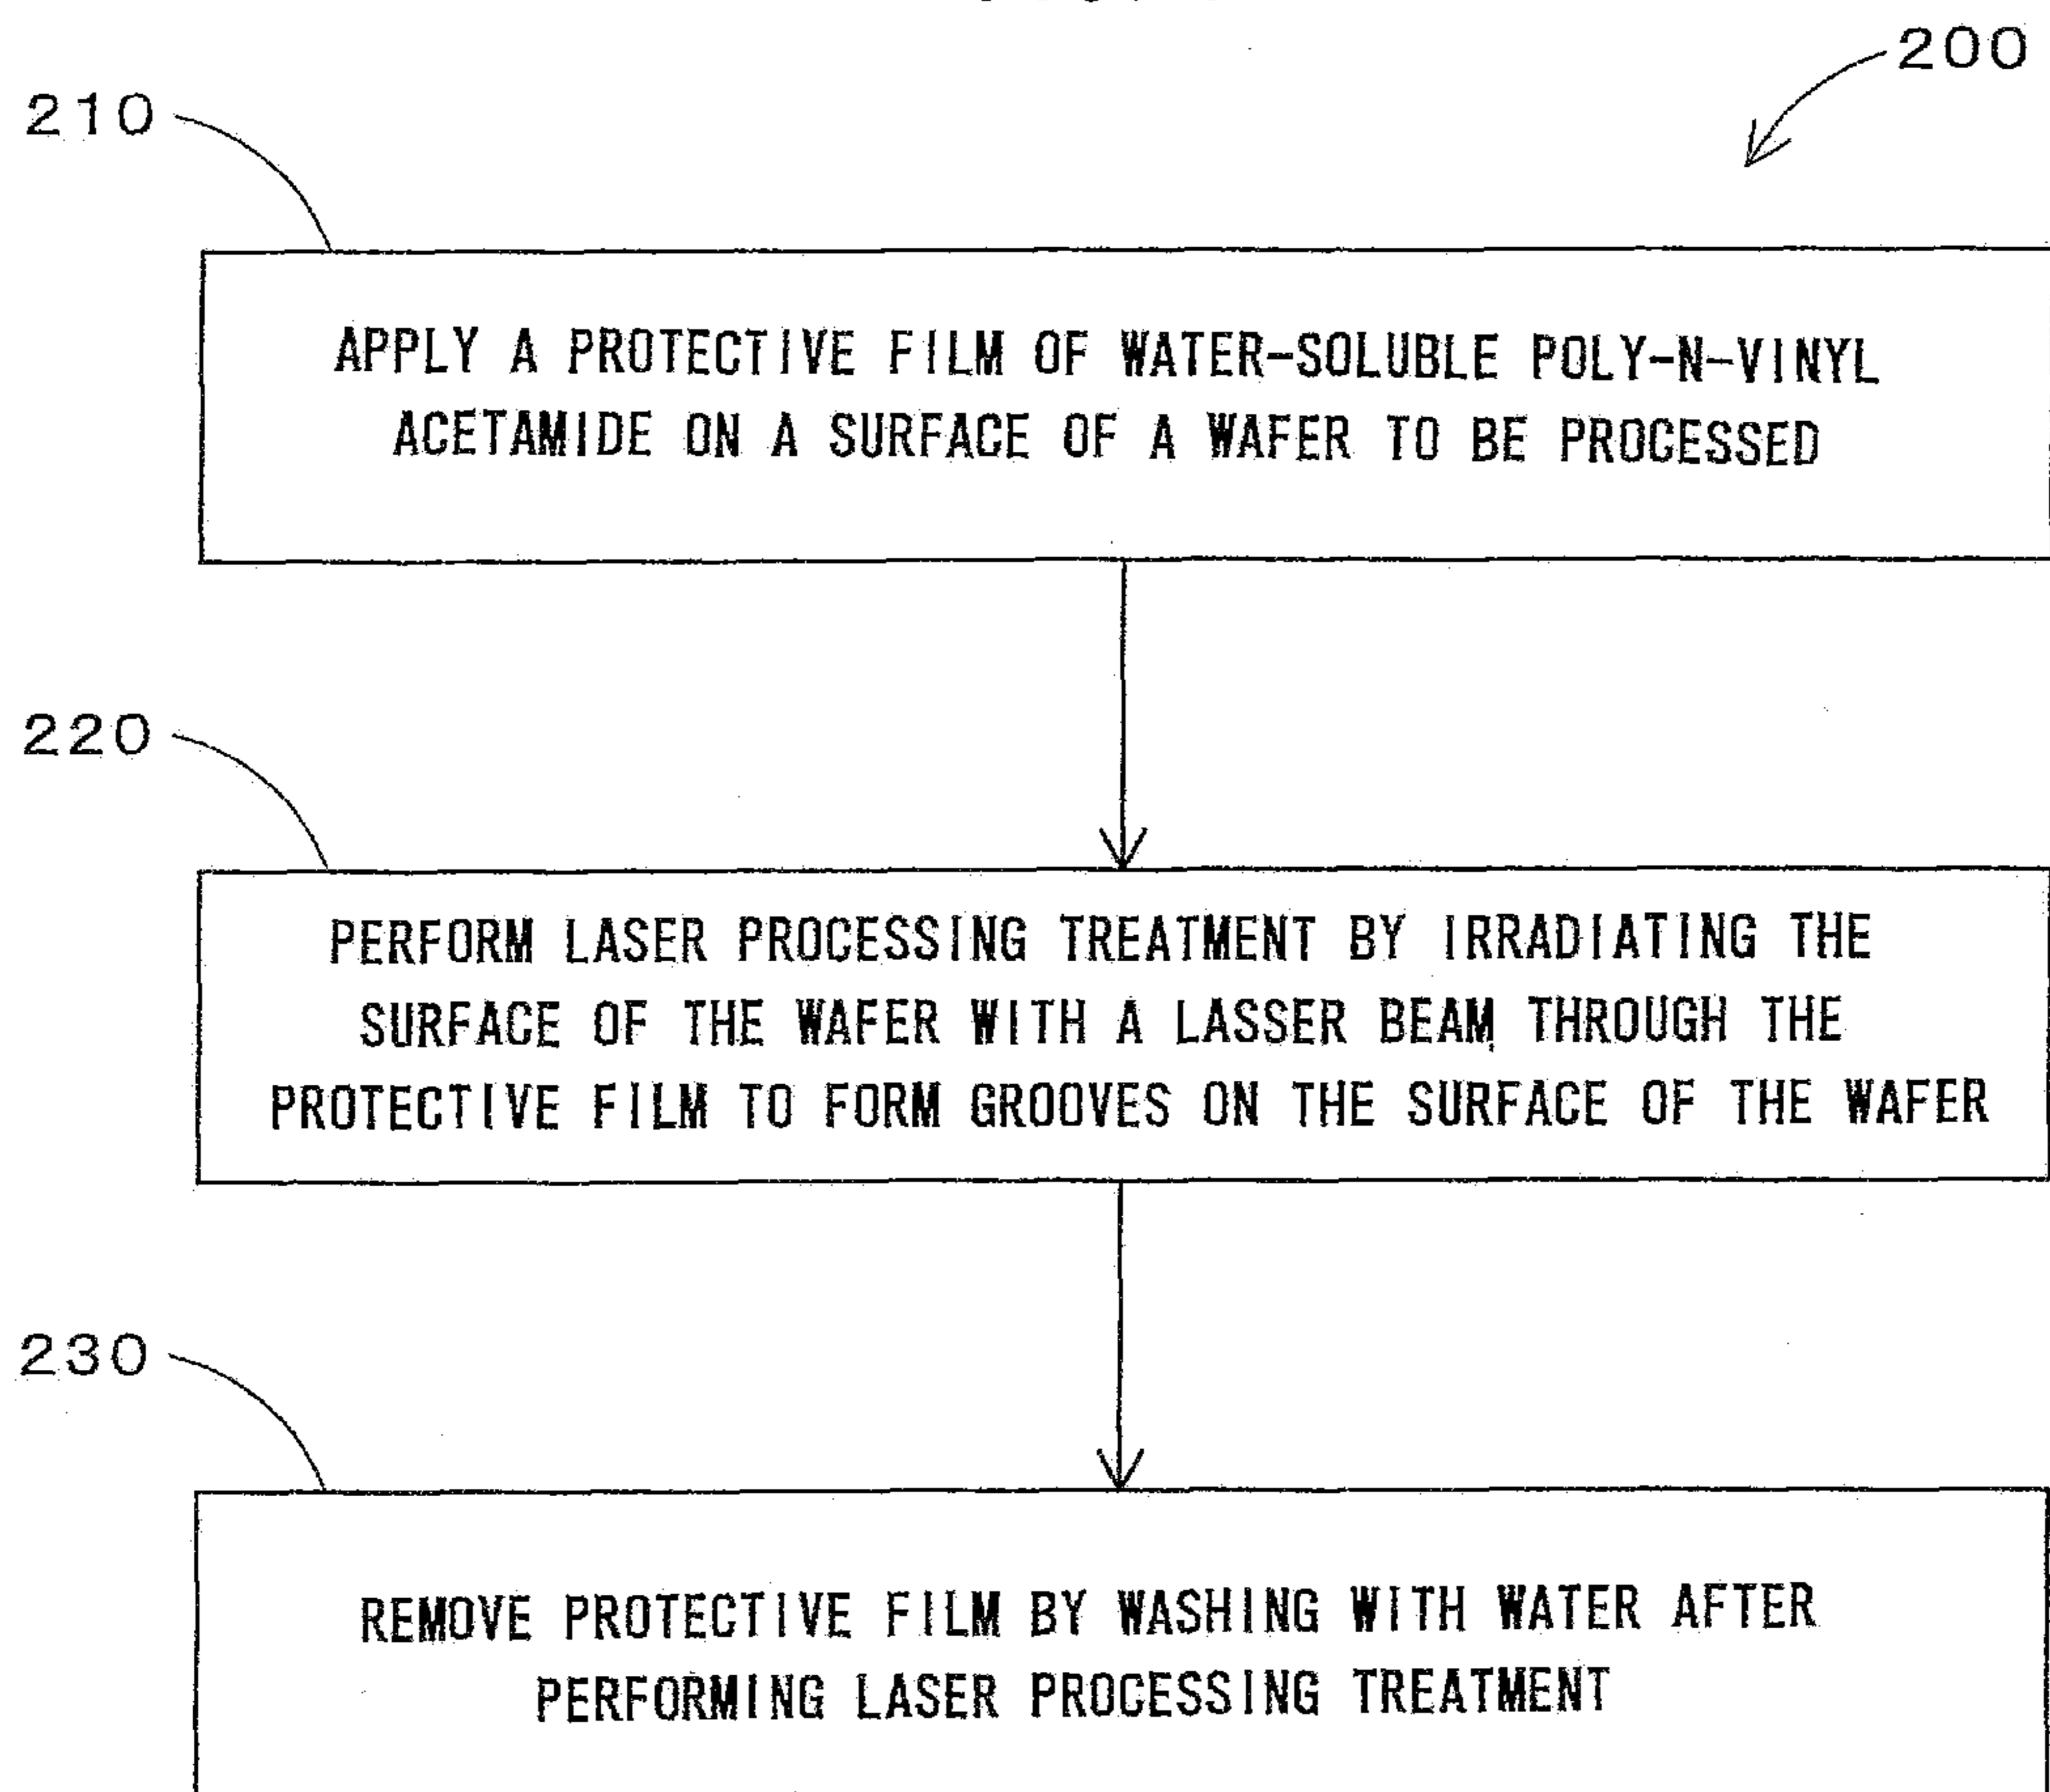 200
210
APPLY A PROTECTIVE FILM OF WATER-SOLUBLE POLY-N-VINYL
ACETAMIDE ON A SURFACE OF A WAFER TO BE PROCESSED
220
PERFORM LASER PROCESSING TREATMENT BY IRRADIATING THE
SURFACE OF THE WAFER WITH A LASSER BEAM THROUGH THE
PROTECTIVE FILM TO FORM GROOVES ON THE SURFACE OF THE WAFER
230
REMOVE PROTECTIVE FILM BY WASHING WITH WATER AFTER
PERFORMING LASER PROCESSING TREATMENT